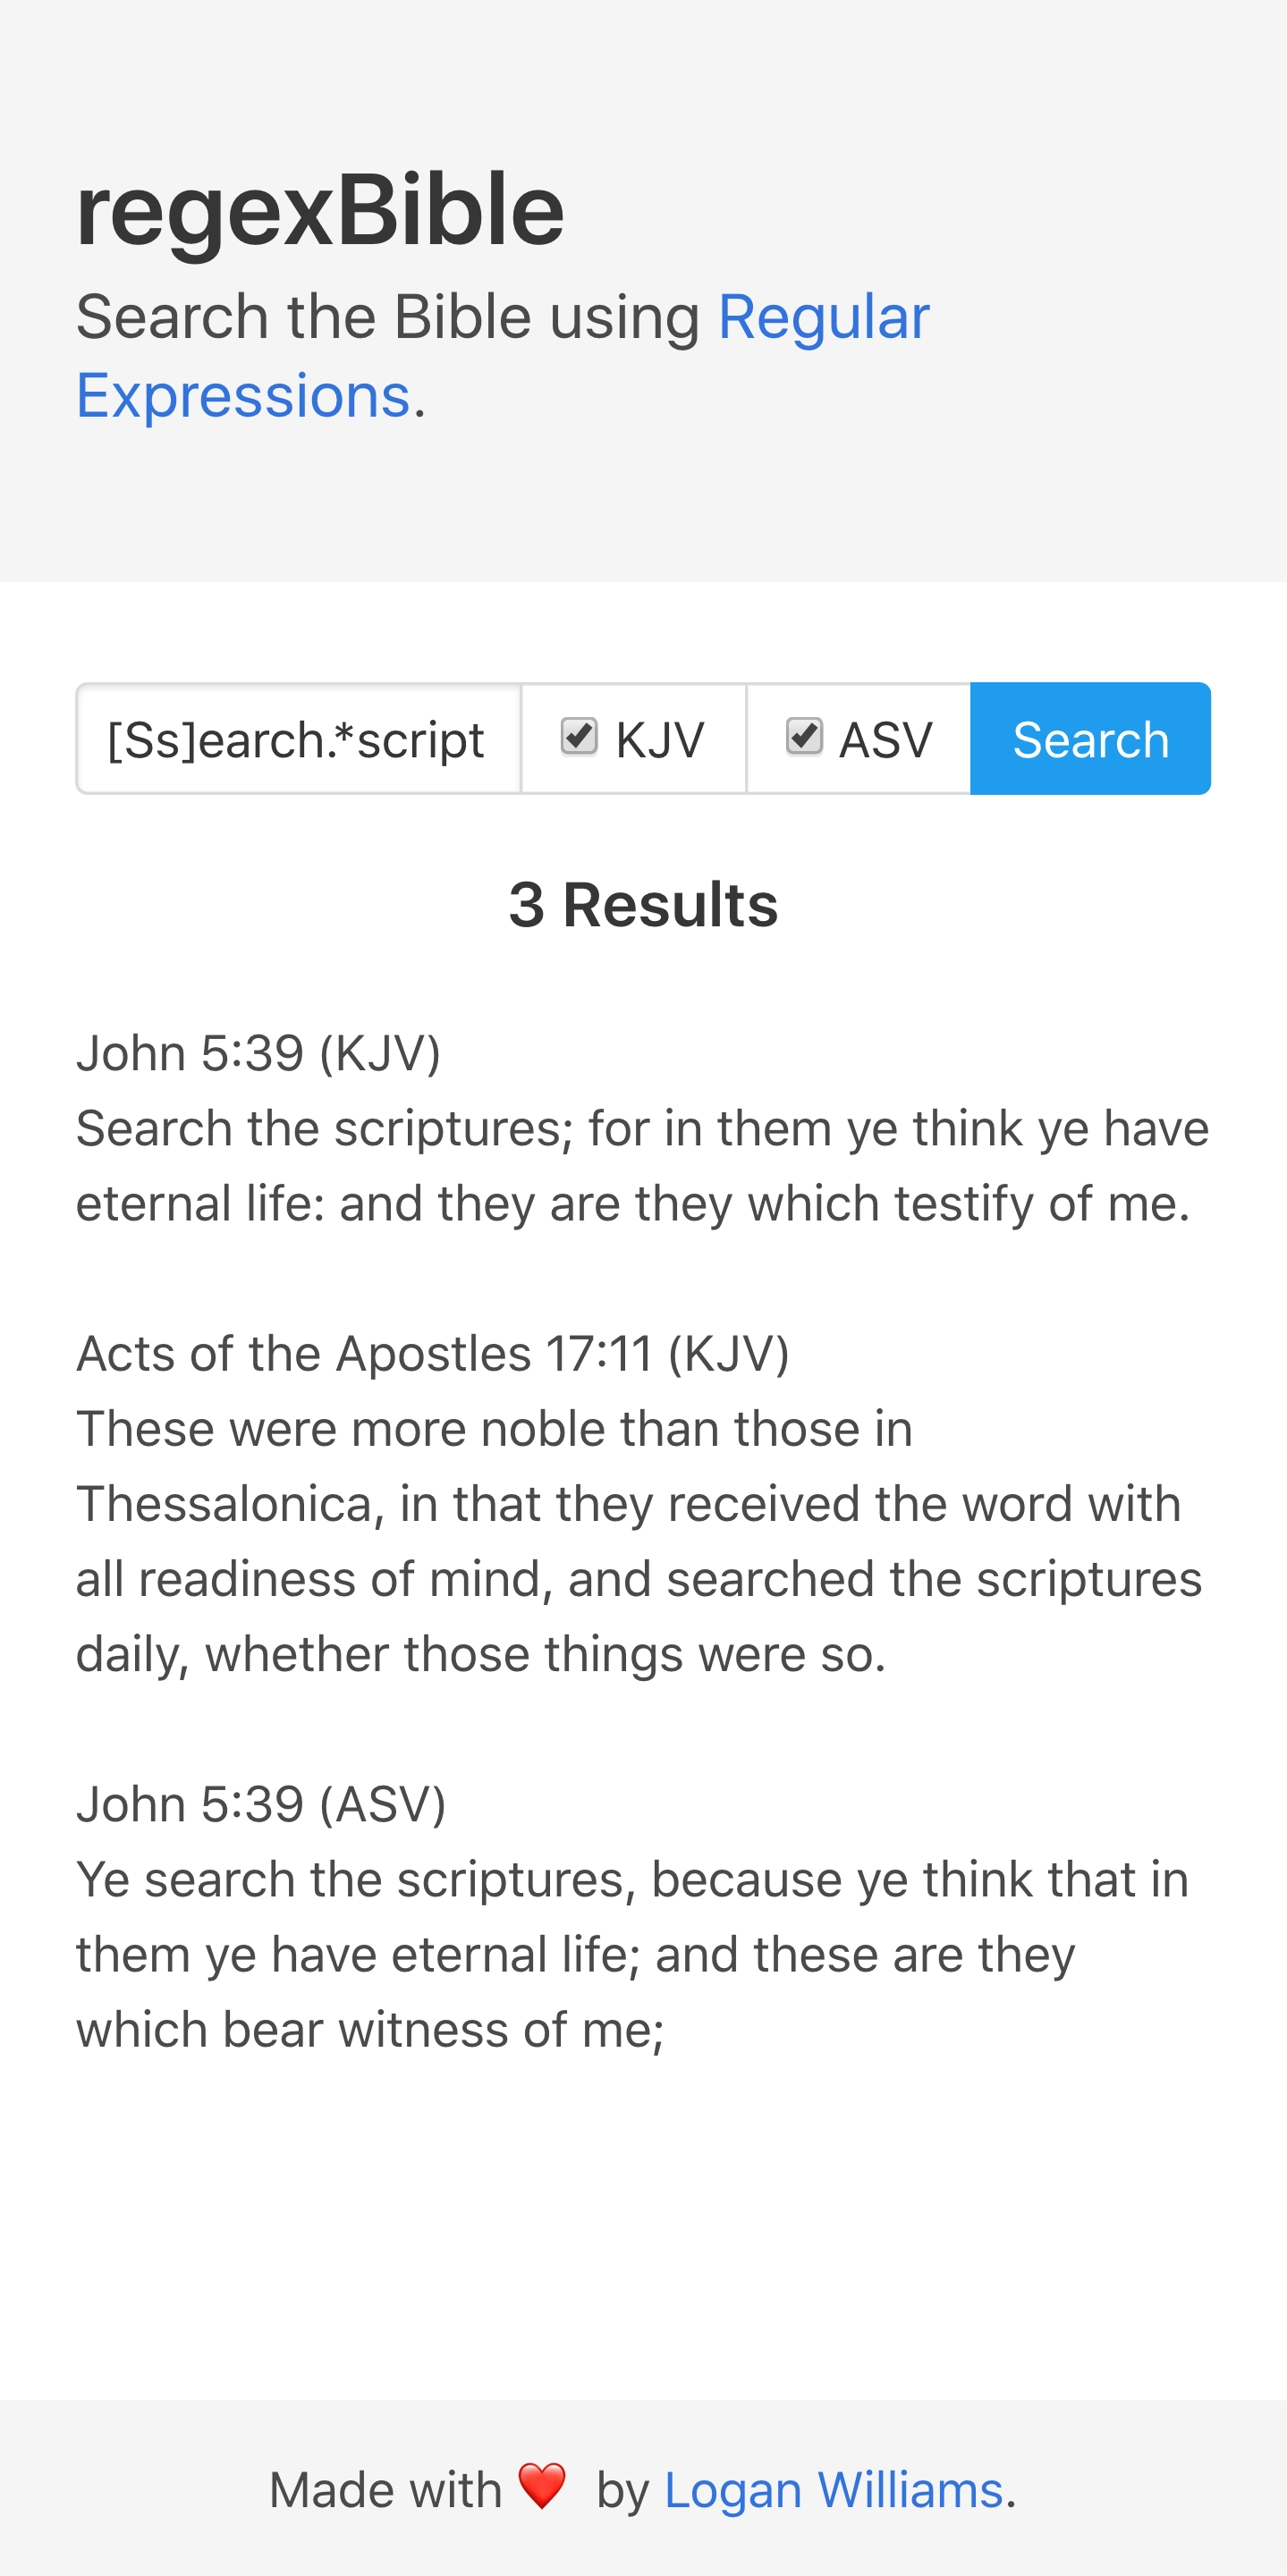 regexBible
Search the Bible using Regular
Expressions.
[Ss]earch.*script
KJV
ASV
Search
3 Results
John 5:39 (KJV)
Search the scriptures; for in them ye think ye have
eternal life: and they are they which testify of me.
Acts of the Apostles 17:11 (KJV)
These were more noble than those in
Thessalonica, in that they received the word with
all readiness of mind, and searched the scriptures
daily, whether those things were so.
John 5:39 (ASV)
Ye search the scriptures, because ye think that in
them ye have eternal life; and these are they
which bear witness of me;
Made with ❤️ by Logan Williams.